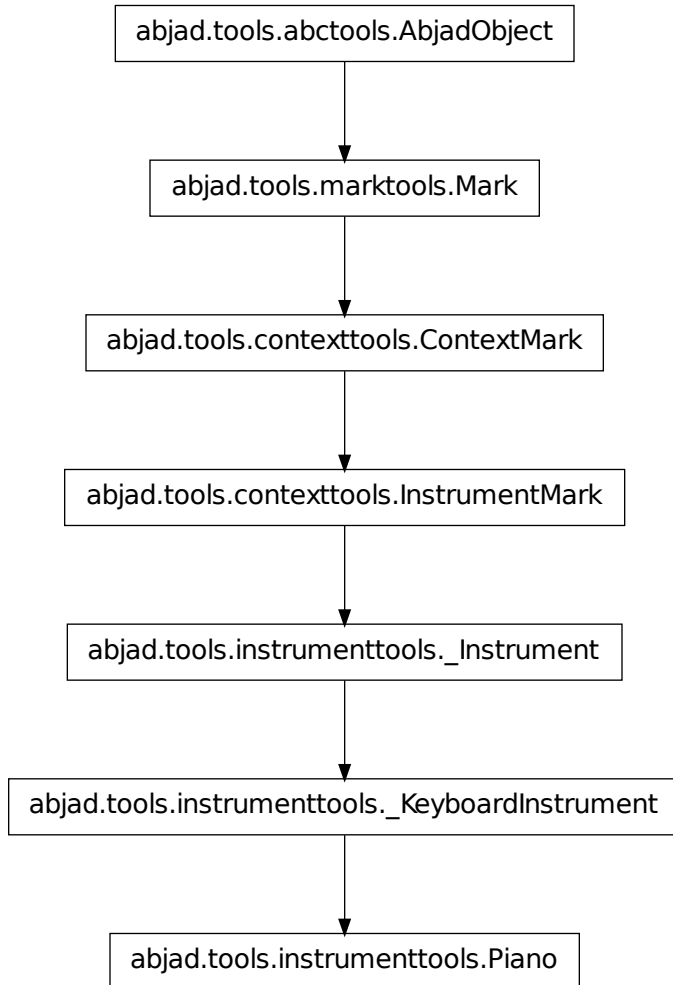 abjad.tools.abctools.AbjadObject
abjad.tools.marktools.Mark
abjad.tools.contexttools.ContextMark
abjad.tools.contexttools.InstrumentMark
abjad.tools.instrumenttools._Instrument
abjad.tools.instrumenttools._KeyboardInstrument
abjad.tools.instrumenttools.Piano